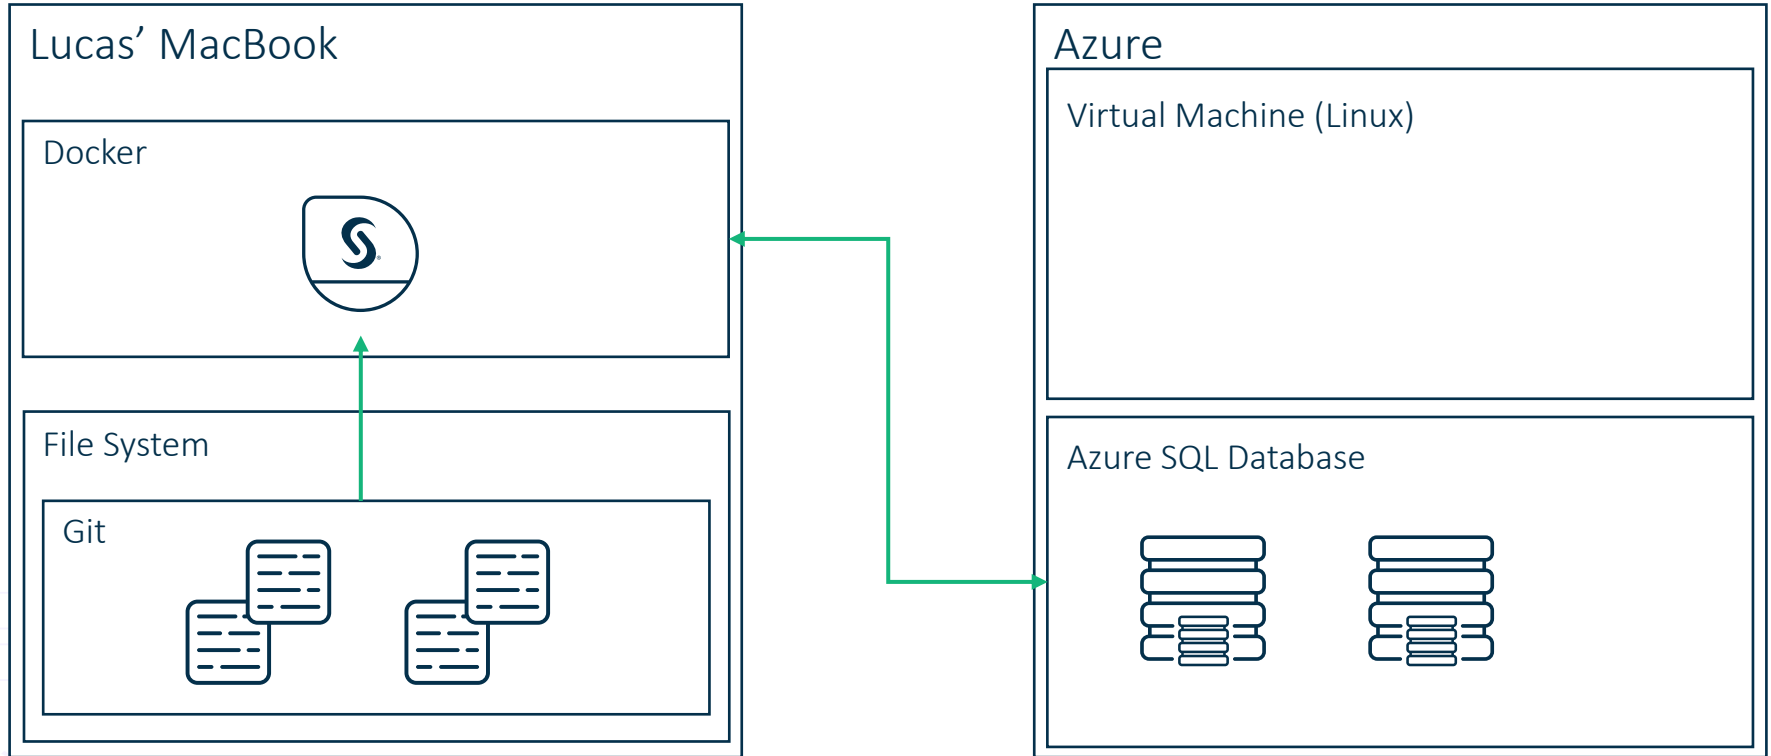 Lucas’ MacBook
Docker
File System
Git
Azure
Virtual Machine (Linux)
Azure SQL Database